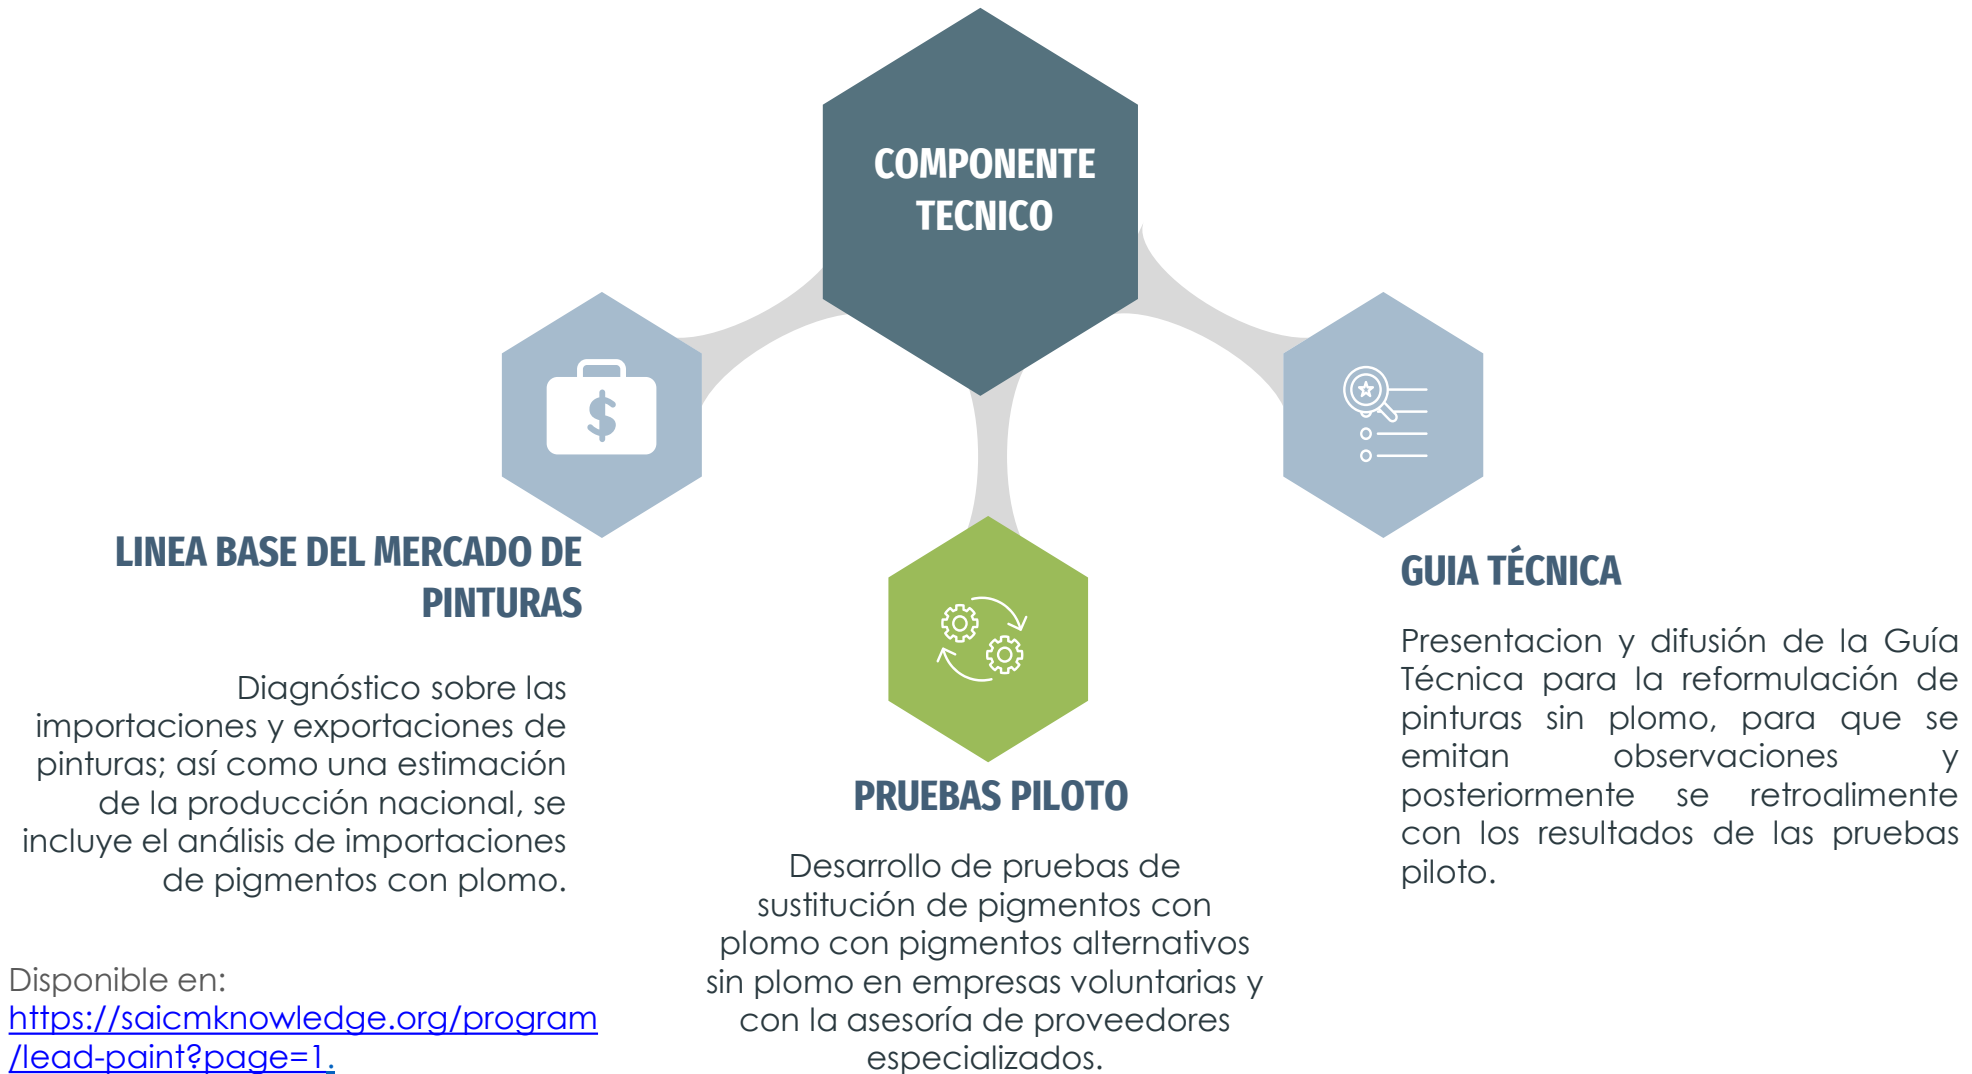 COMPONENTE
TECNICO
LINEA BASE DEL MERCADO DE
PINTURAS
Diagnóstico sobre las
importaciones y exportaciones de
pinturas; así como una estimación
de la producción nacional, se
incluye el análisis de importaciones
de pigmentos con plomo.
Disponible en:
https://saicmknowledge.org/program
/lead-paint?page=1.
PRUEBAS PILOTO
Desarrollo de pruebas de
sustitución de pigmentos con
plomo con pigmentos alternativos
sin plomo en empresas voluntarias y
con la asesoría de proveedores
especializados.
GUIA TÉCNICA
Presentacion y difusión de la Guía
Técnica para la reformulación de
pinturas sin plomo, para que se
emitan observaciones y
posteriormente se retroalimente
con los resultados de las pruebas
piloto.